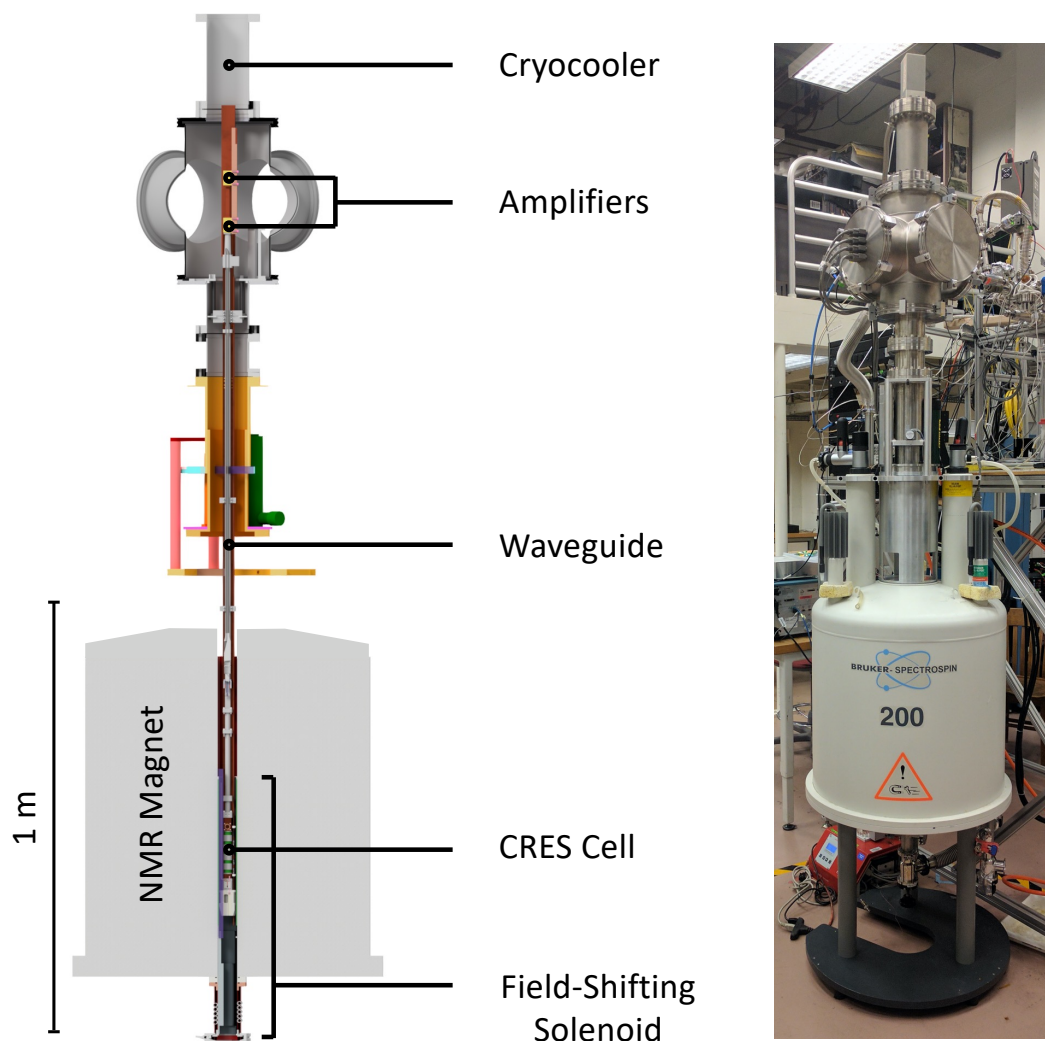 Cryocooler
Amplifiers
Waveguide
1 m
NMR Magnet
CRES Cell
Field-Shifting
Solenoid
BRUKER-SPECTROSPIN
200
!